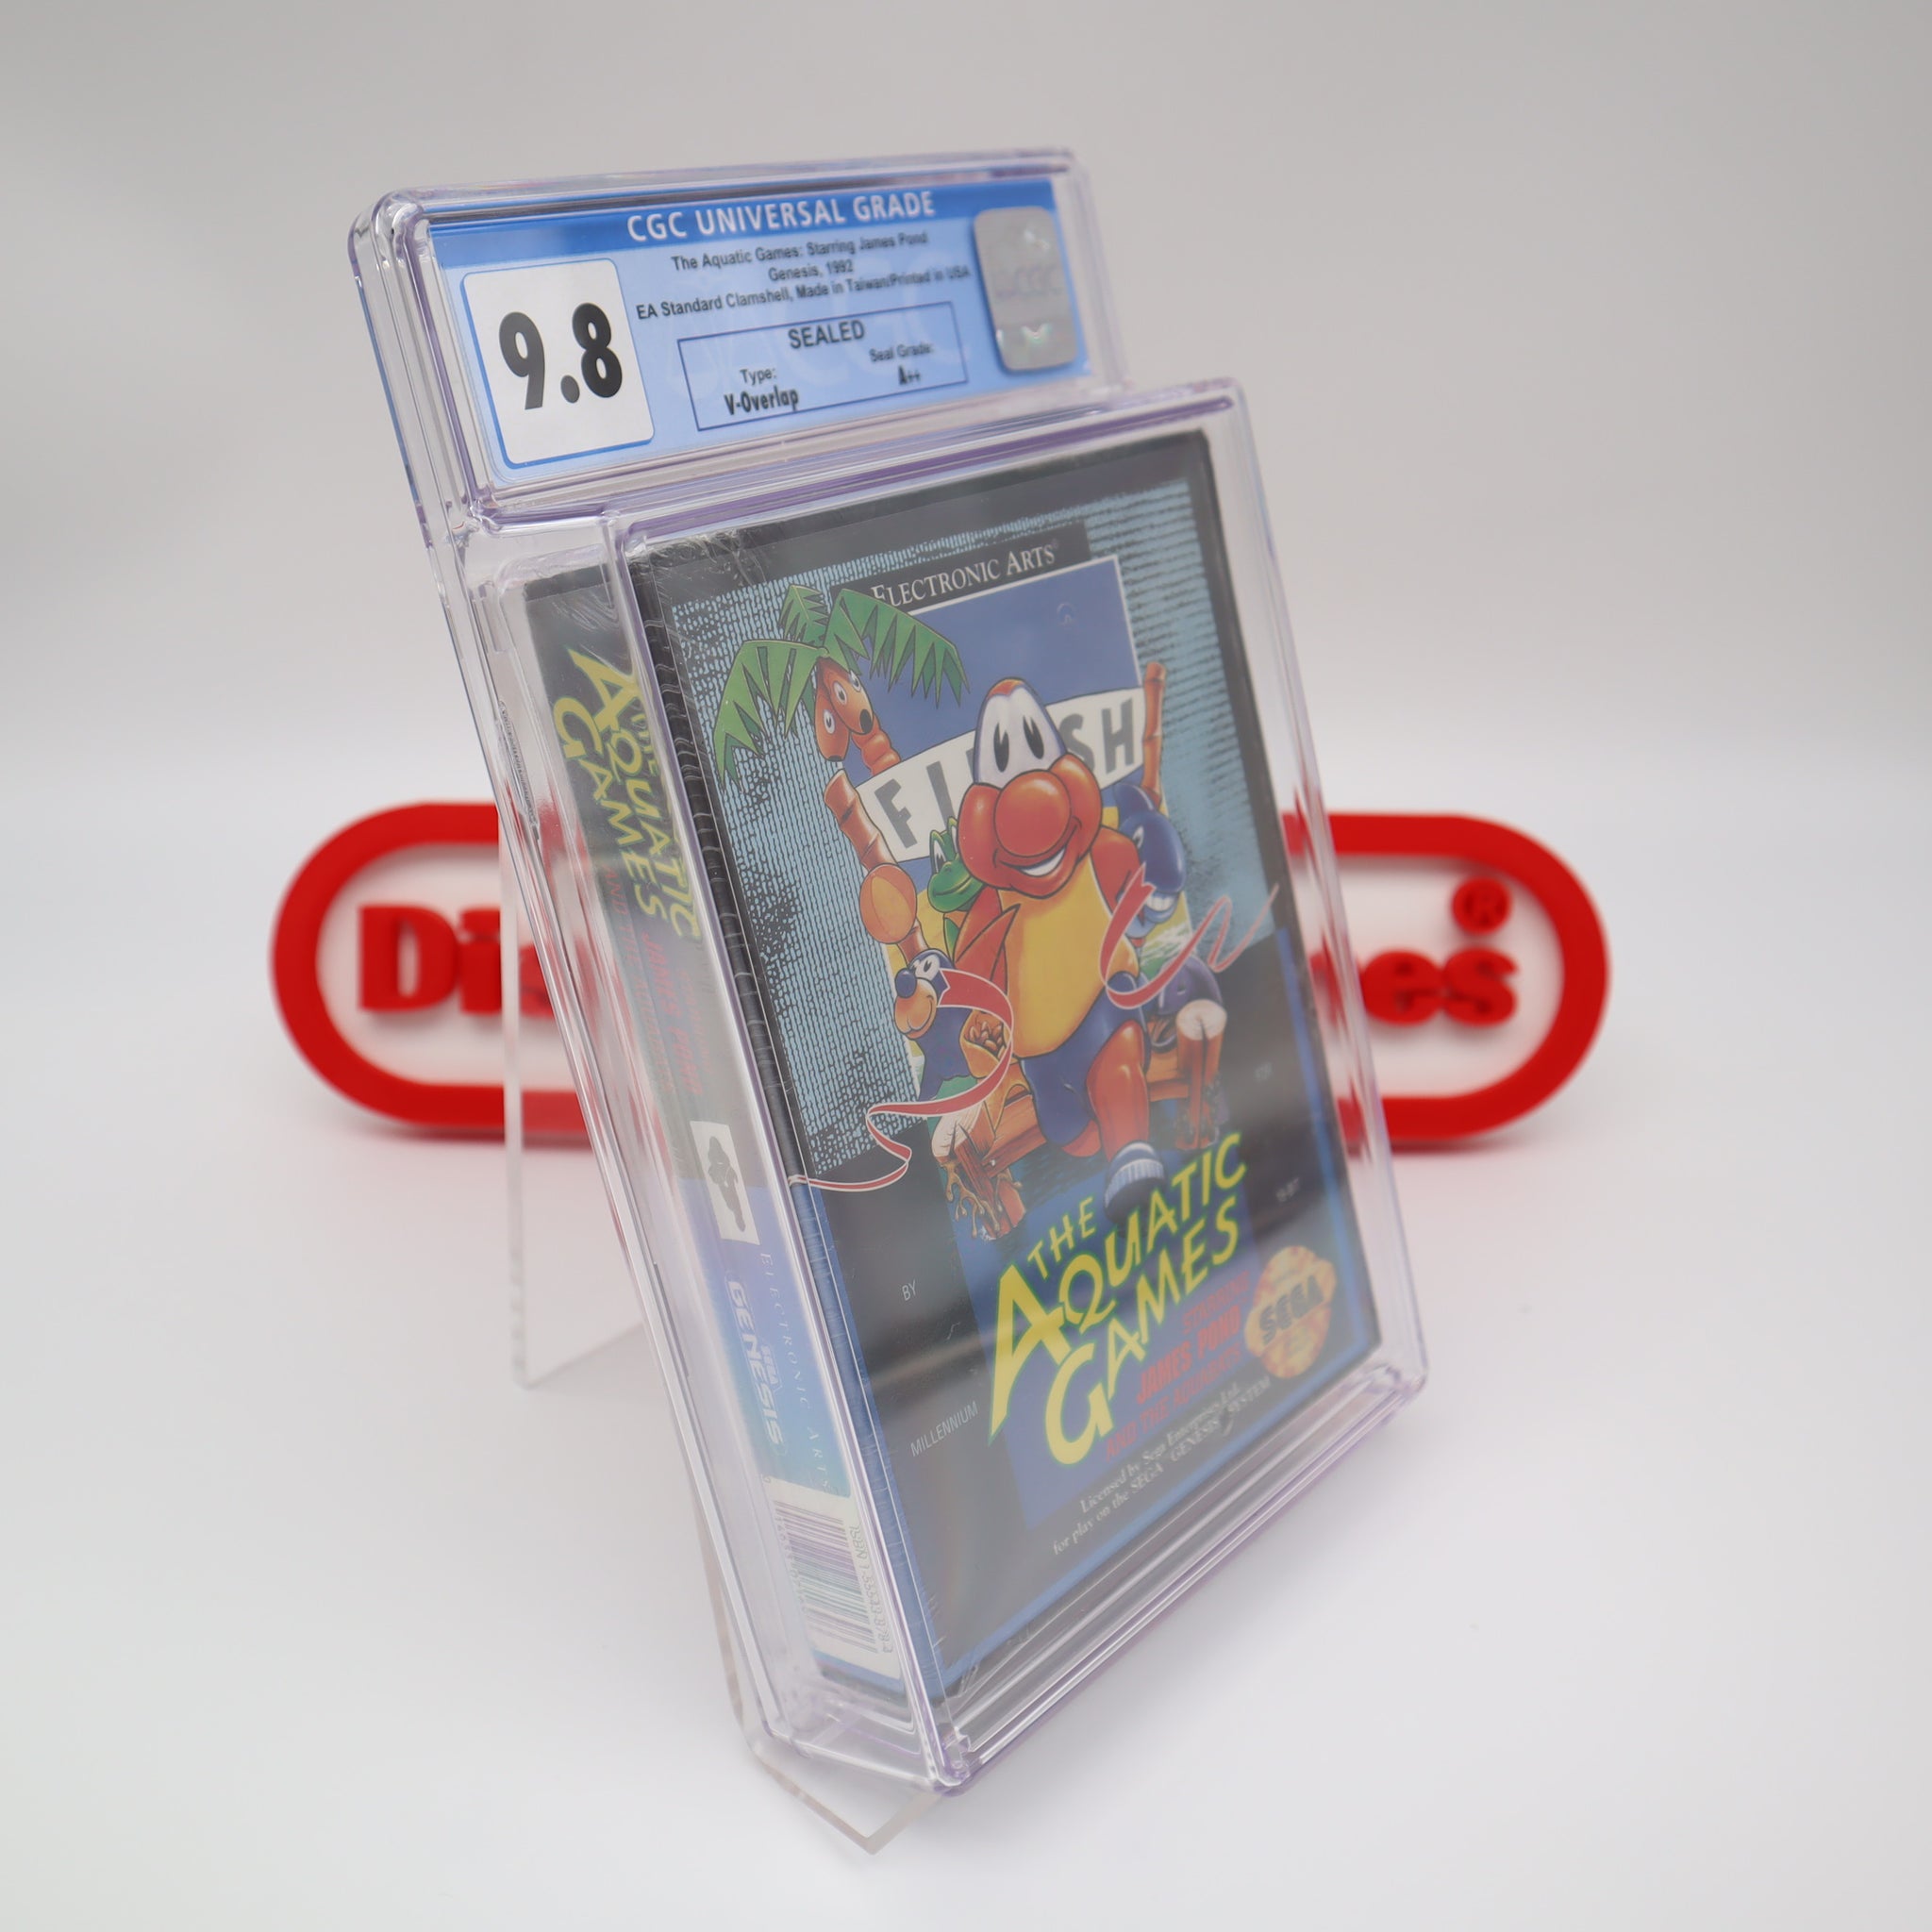 CGC UNIVERSAL GRADE
The Aquatic Games: Starring James Pond
Genesis, 1992
EA Standard Clamshell, Made in Taiwan/Printed in USA
9.8
SEALED
Type:
Seal Grade:
V-Overlap
A++
CGC
ELECTRONIC ARTS
THE
AQUATIC
GAMES
STARRING
JAMES POND
AND THE AQUABATS
BY
MILLENNIUM
SEGA
Licensed by Sega Enterprises Ltd.
for play on the SEGA GENESIS SYSTEM
THE
AQUATIC
GAMES
JAMES POND
AND THE
ELECTRONIC ARTS
SEGA
GENESIS